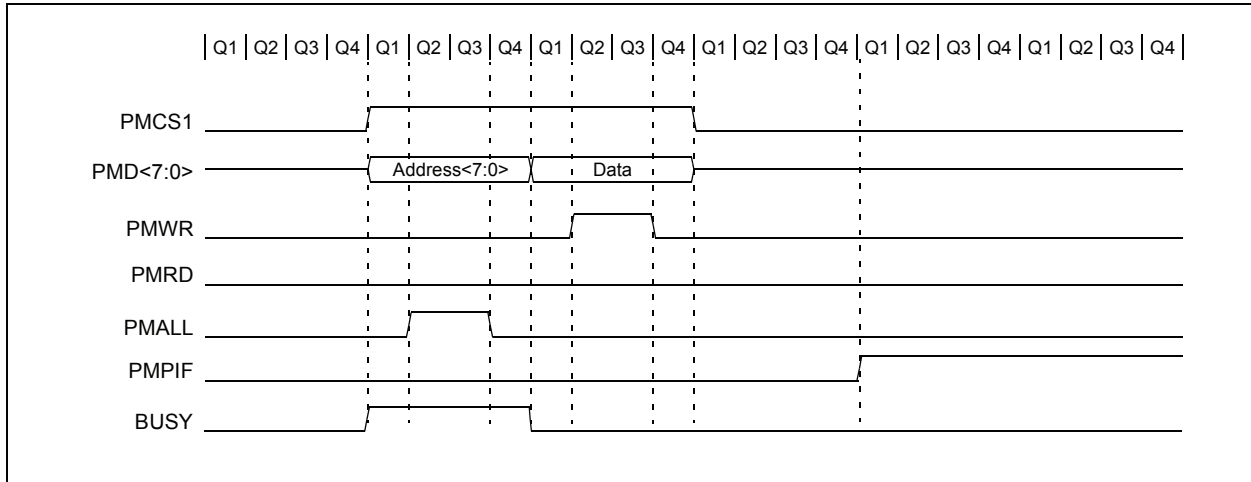 Q1 Q2 Q3 Q4 Q1 Q2 Q3 Q4 Q1 Q2 Q3 Q4 Q1 Q2 Q3 Q4 Q1 Q2 Q3 Q4 Q1 Q2 Q3 Q4
PMCS1
PMD<7:0> Address<7:0> Data
PMWR
PMRD
PMALL
PMPIF
BUSY